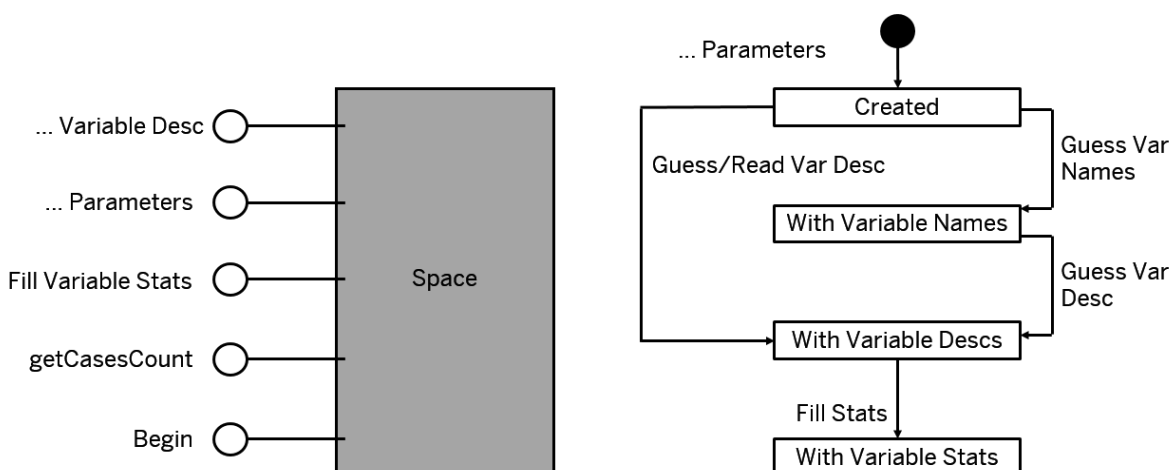 ... Variable Desc
... Parameters
Fill Variable Stats
getCasesCount
Begin
Space
... Parameters
Created
Guess/Read Var Desc
Guess Var
Names
With Variable Names
Guess Var
Desc
With Variable Descs
Fill Stats
With Variable Stats